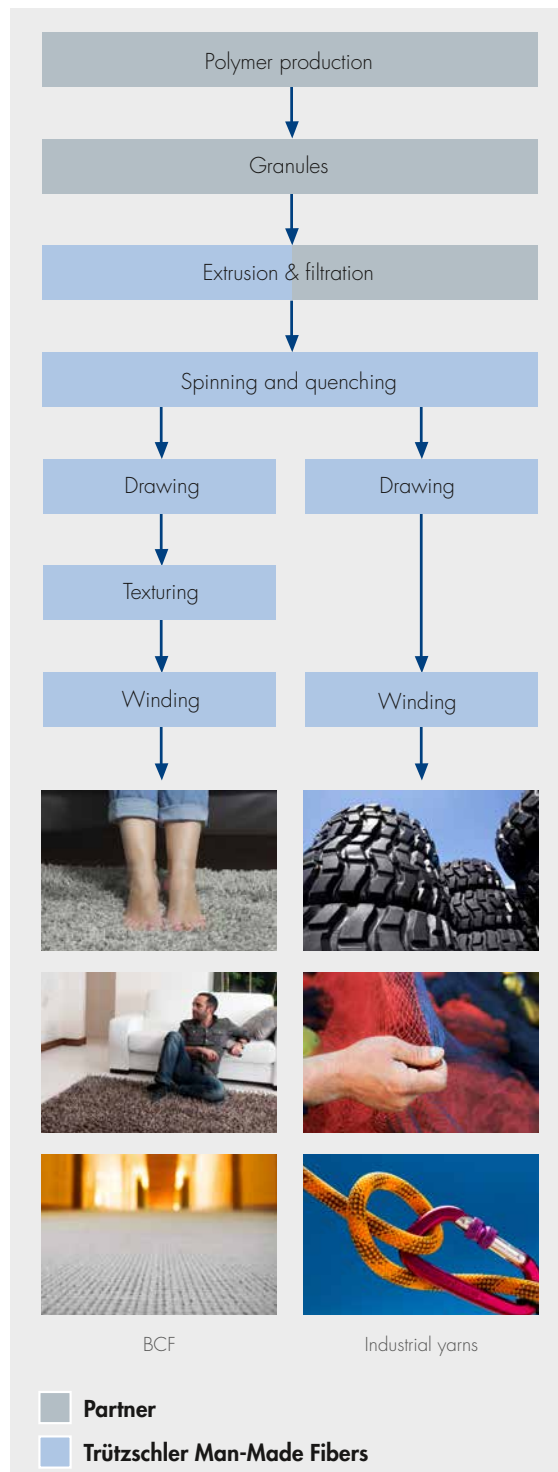 Polymer production
Granules
Extrusion & filtration
Spinning and quenching
Drawing
Drawing
Texturing
Winding
Winding
BCF
Industrial yarns
Partner
Trützschler Man-Made Fibers